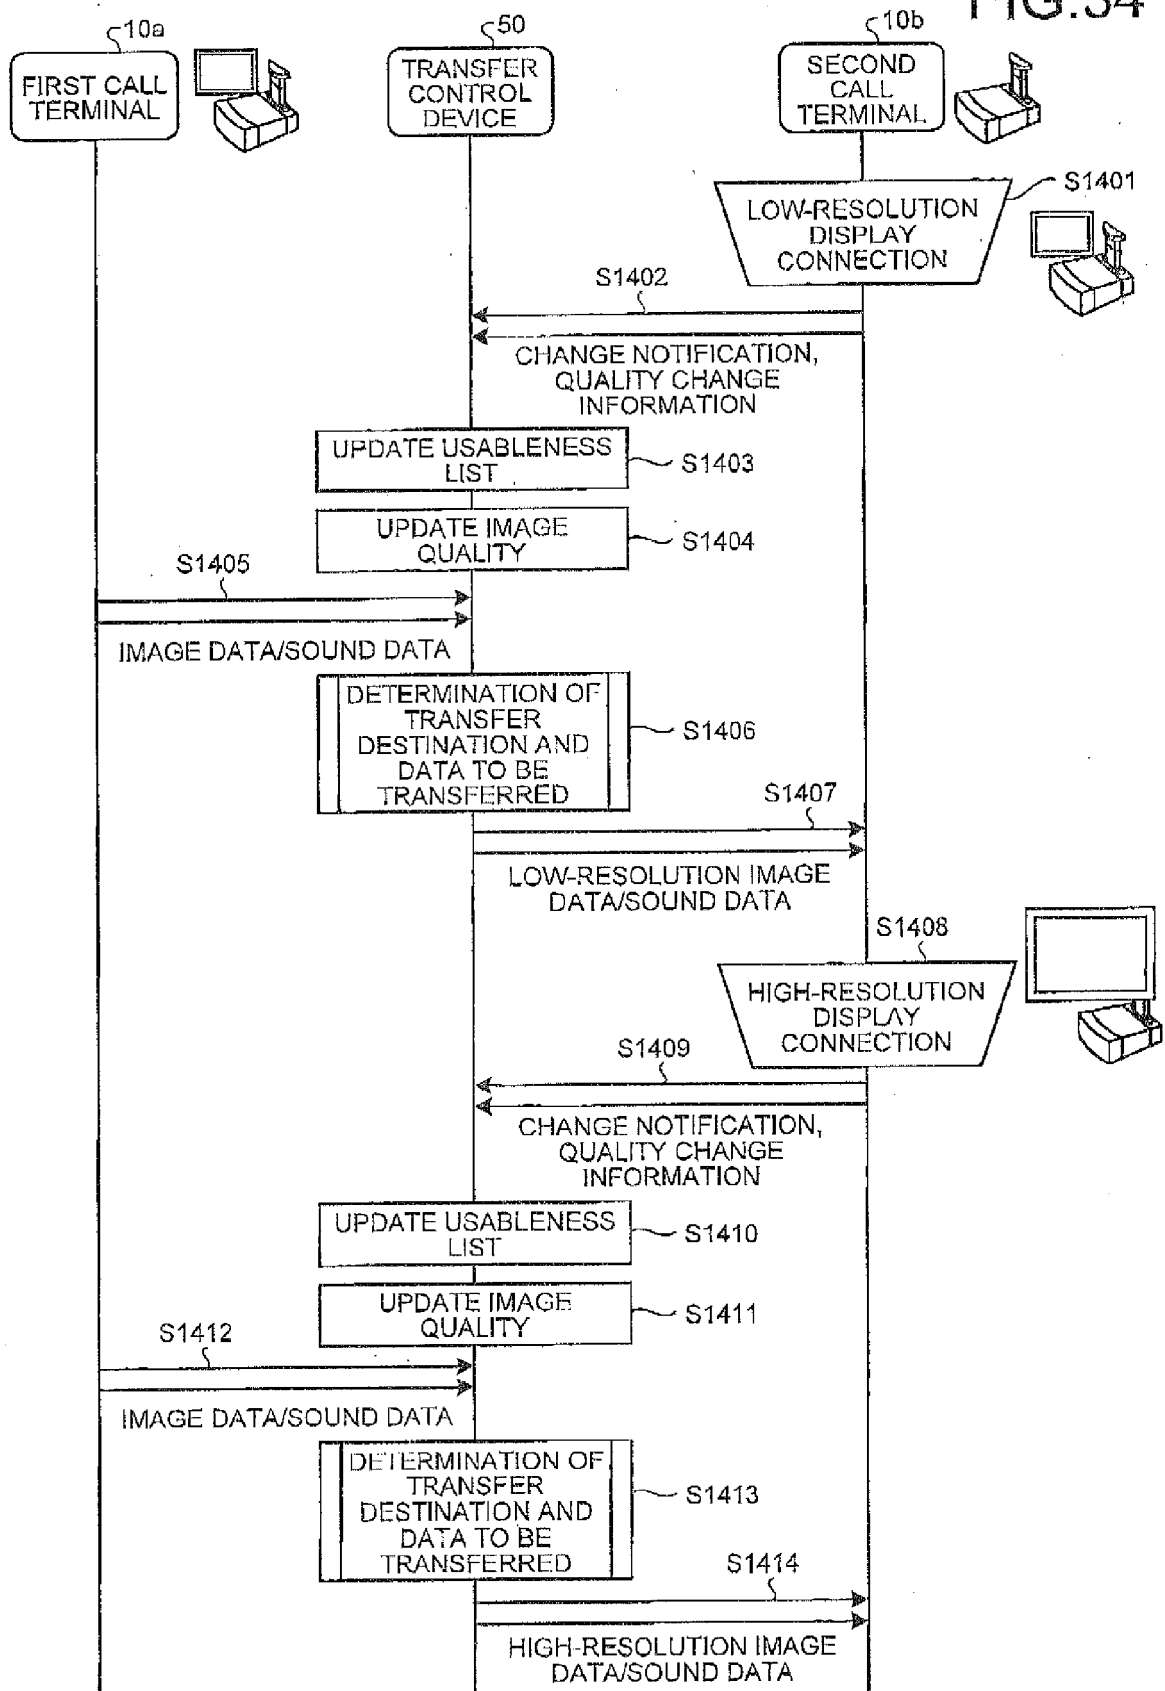 FIG.34
10a
50
10b
FIRST CALL
TERMINAL
TRANSFER
CONTROL
DEVICE
SECOND
CALL
TERMINAL
S1401
LOW-RESOLUTION
DISPLAY
CONNECTION
S1402
CHANGE NOTIFICATION,
QUALITY CHANGE
INFORMATION
UPDATE USABLENESS
LIST
S1403
UPDATE IMAGE
QUALITY
S1404
S1405
IMAGE DATA/SOUND DATA
DETERMINATION OF
TRANSFER
DESTINATION AND
DATA TO BE
TRANSFERRED
S1406
S1407
LOW-RESOLUTION IMAGE
DATA/SOUND DATA
S1408
HIGH-RESOLUTION
DISPLAY
CONNECTION
S1409
CHANGE NOTIFICATION,
QUALITY CHANGE
INFORMATION
UPDATE USABLENESS
LIST
S1410
UPDATE IMAGE
QUALITY
S1411
S1412
IMAGE DATA/SOUND DATA
DETERMINATION OF
TRANSFER
DESTINATION AND
DATA TO BE
TRANSFERRED
S1413
S1414
HIGH-RESOLUTION IMAGE
DATA/SOUND DATA